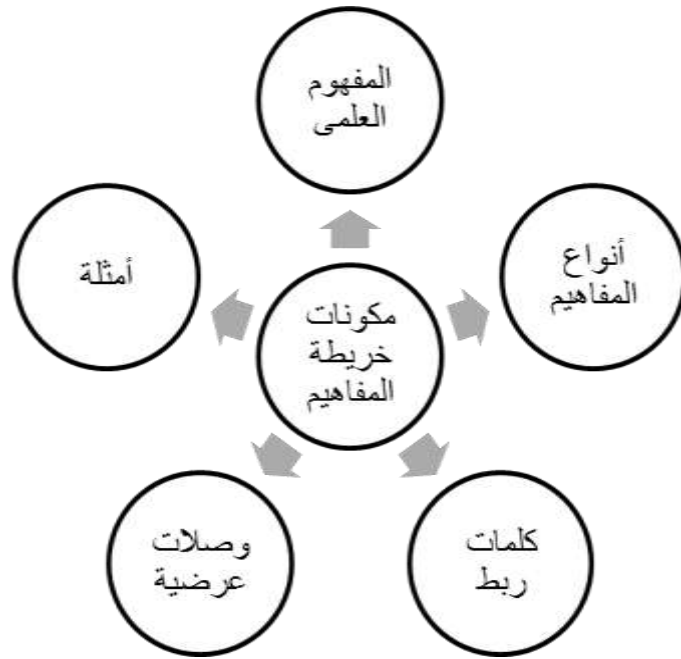 المفهوم
العلمى
أنواع
المفاهيم
أمثلة
مكونات
خريطة
المفاهيم
كلمات
ربط
وصلات
عرضية